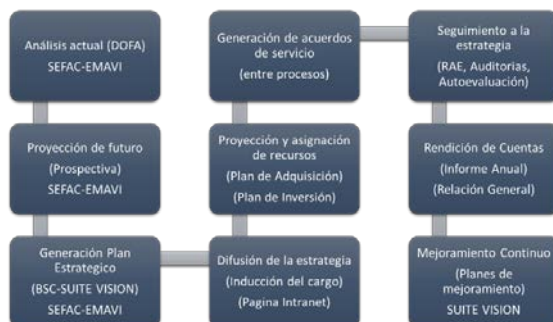 Análisis actual (DOFA)
SEFAC-EMAVI
Proyección de futuro
(Prospectiva)
SEFAC-EMAVI
Generación Plan
Estrategico
(BSC-SUITE VISION)
SEFAC-EMAVI
Difusión de la estrategia
(Inducción del cargo)
(Pagina Intranet)
Proyección y asignación
de recursos
(Plan de Adquisición)
(Plan de Inversión)
Generación de acuerdos
de servicio
(entre procesos)
Seguimiento a la
estrategia
(RAE, Auditorias,
Autoevaluación)
Rendición de Cuentas
(Informe Anual)
(Relación General)
Mejoramiento Continuo
(Planes de
mejoramiento)
SUITE VISION